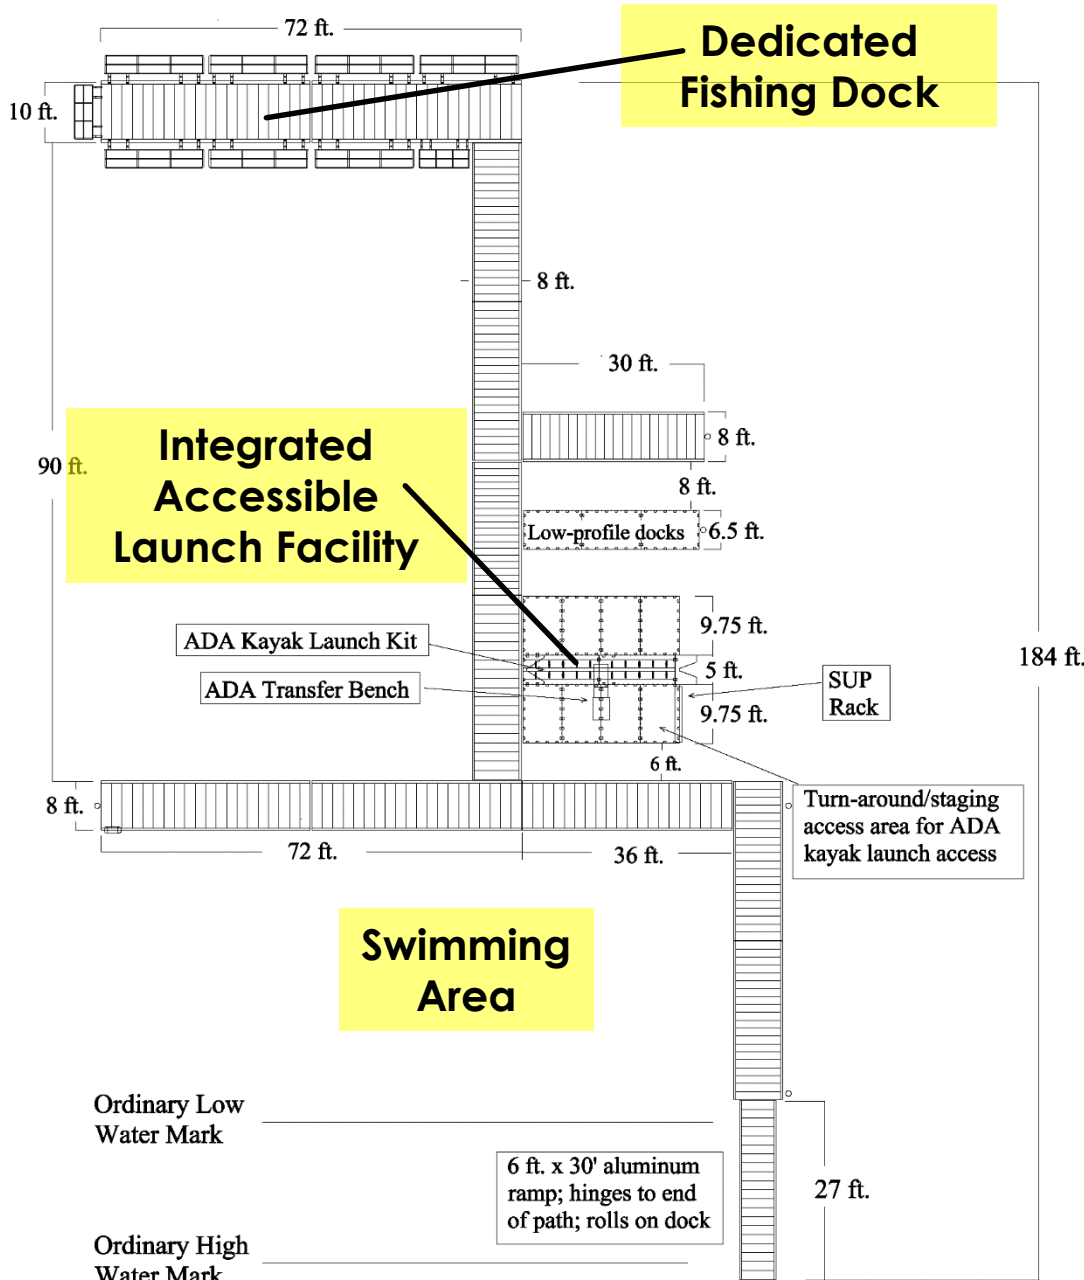 72 ft.
Dedicated
Fishing Dock
10 ft.
8 ft.
30 ft.
8 ft.
Integrated
Accessible
Launch Facility
90 ft.
8 ft.
Low-profile docks
6.5 ft.
9.75 ft.
ADA Kayak Launch Kit
5 ft.
184 ft.
ADA Transfer Bench
SUP
Rack
9.75 ft.
6 ft.
8 ft.
Turn-around/staging
access area for ADA
kayak launch access
72 ft.
36 ft.
Swimming
Area
Ordinary Low
Water Mark
6 ft. x 30' aluminum
ramp; hinges to end
of path; rolls on dock
27 ft.
Ordinary High
Water Mark